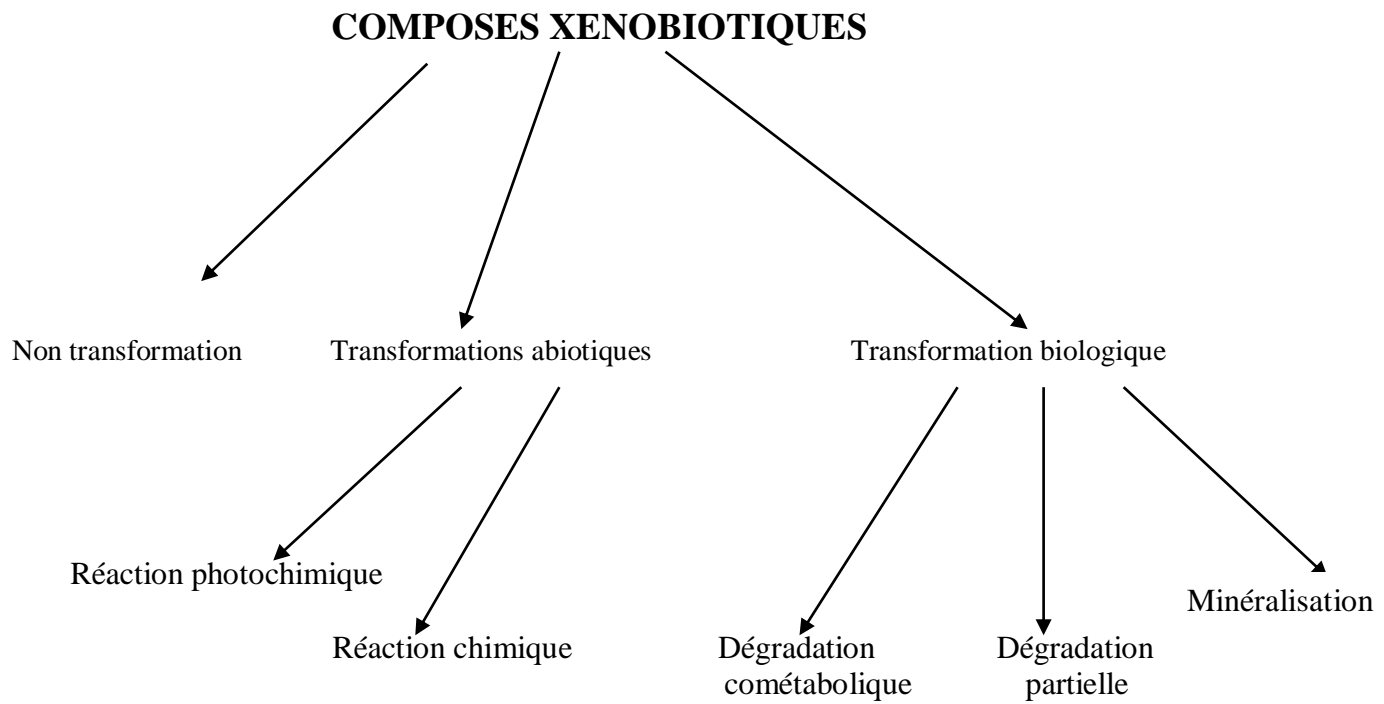 COMPOSES XENOBIOTIQUES
Non transformation
Transformations abiotiques
Transformation biologique
Réaction photochimique
Minéralisation
Réaction chimique
Dégradation
cométabolique
Dégradation
partielle